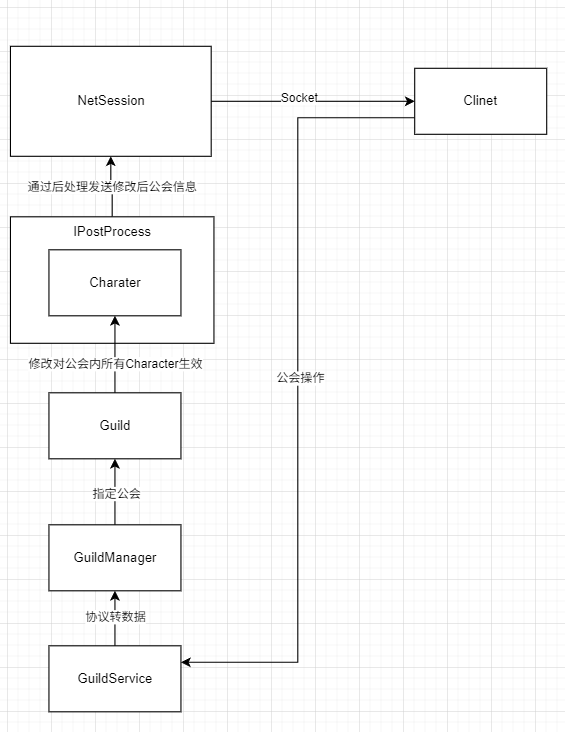 NetSession
Socket
Clinet
通过后处理发送修改后公会信息
IPostProcess
Charater
修改对公会内所有Character生效
公会操作
Guild
指定公会
GuildManager
协议转数据
GuildService